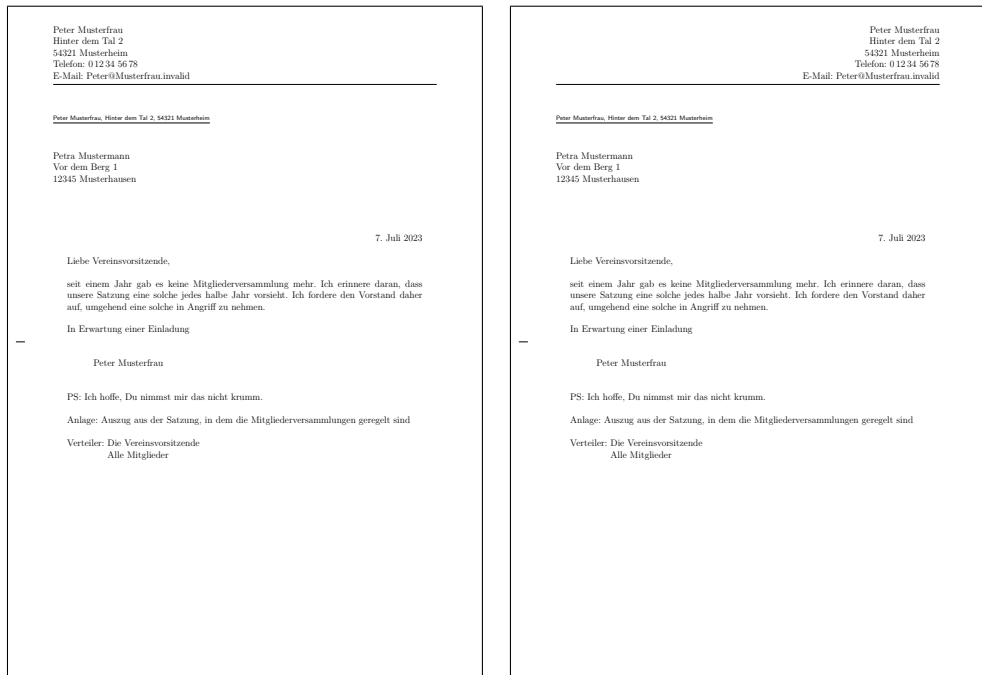 Peter Musterfrau
Hinter dem Tal 2
54321 Musterheim
Telefon: 0 12 34 56 78
E-Mail: Peter@Musterfrau.invalid
Peter Musterfrau, Hinter dem Tal 2, 54321 Musterheim
Petra Mustermann
Vor dem Berg 1
12345 Musterhausen
7. Juli 2023
Liebe Vereinsvorsitzende,
seit einem Jahr gab es keine Mitgliederversammlung mehr. Ich erinnere daran, dass
unsere Satzung eine solche jedes halbe Jahr vorsieht. Ich fordere den Vorstand daher
auf, umgehend eine solche in Angriff zu nehmen.
In Erwartung einer Einladung
Peter Musterfrau
PS: Ich hoffe, Du nimmst mir das nicht krumm.
Anlage: Auszug aus der Satzung, in dem die Mitgliederversammlungen geregelt sind
Verteiler: Die Vereinsvorsitzende
Alle Mitglieder
Peter Musterfrau
Hinter dem Tal 2
54321 Musterheim
Telefon: 0 12 34 56 78
E-Mail: Peter@Musterfrau.invalid
Peter Musterfrau, Hinter dem Tal 2, 54321 Musterheim
Petra Mustermann
Vor dem Berg 1
12345 Musterhausen
7. Juli 2023
Liebe Vereinsvorsitzende,
seit einem Jahr gab es keine Mitgliederversammlung mehr. Ich erinnere daran, dass
unsere Satzung eine solche jedes halbe Jahr vorsieht. Ich fordere den Vorstand daher
auf, umgehend eine solche in Angriff zu nehmen.
In Erwartung einer Einladung
Peter Musterfrau
PS: Ich hoffe, Du nimmst mir das nicht krumm.
Anlage: Auszug aus der Satzung, in dem die Mitgliederversammlungen geregelt sind
Verteiler: Die Vereinsvorsitzende
Alle Mitglieder